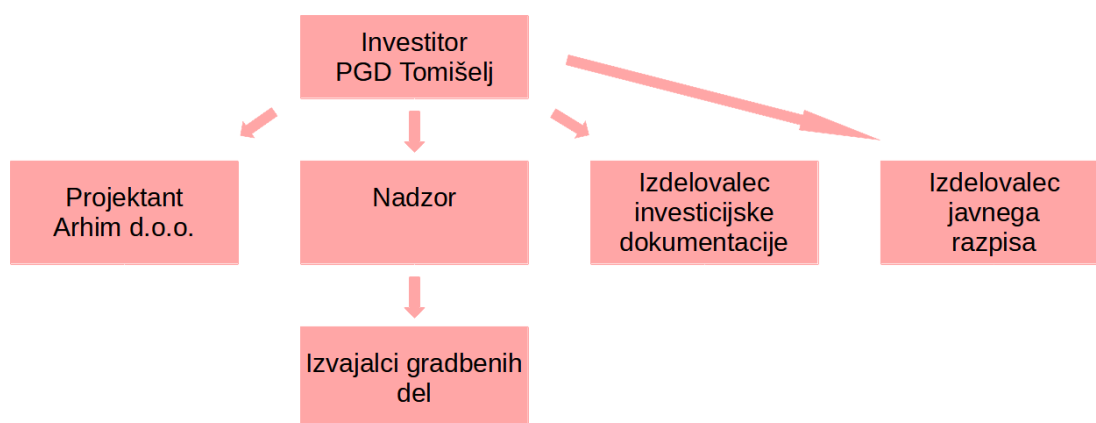 Investitor
PGD Tomišelj
Projektant
Arhim d.o.o.
Nadzor
Izdelovalec
investicijske
dokumentacije
Izdelovalec
javnega
razpisa
Izvajalci gradbenih
del